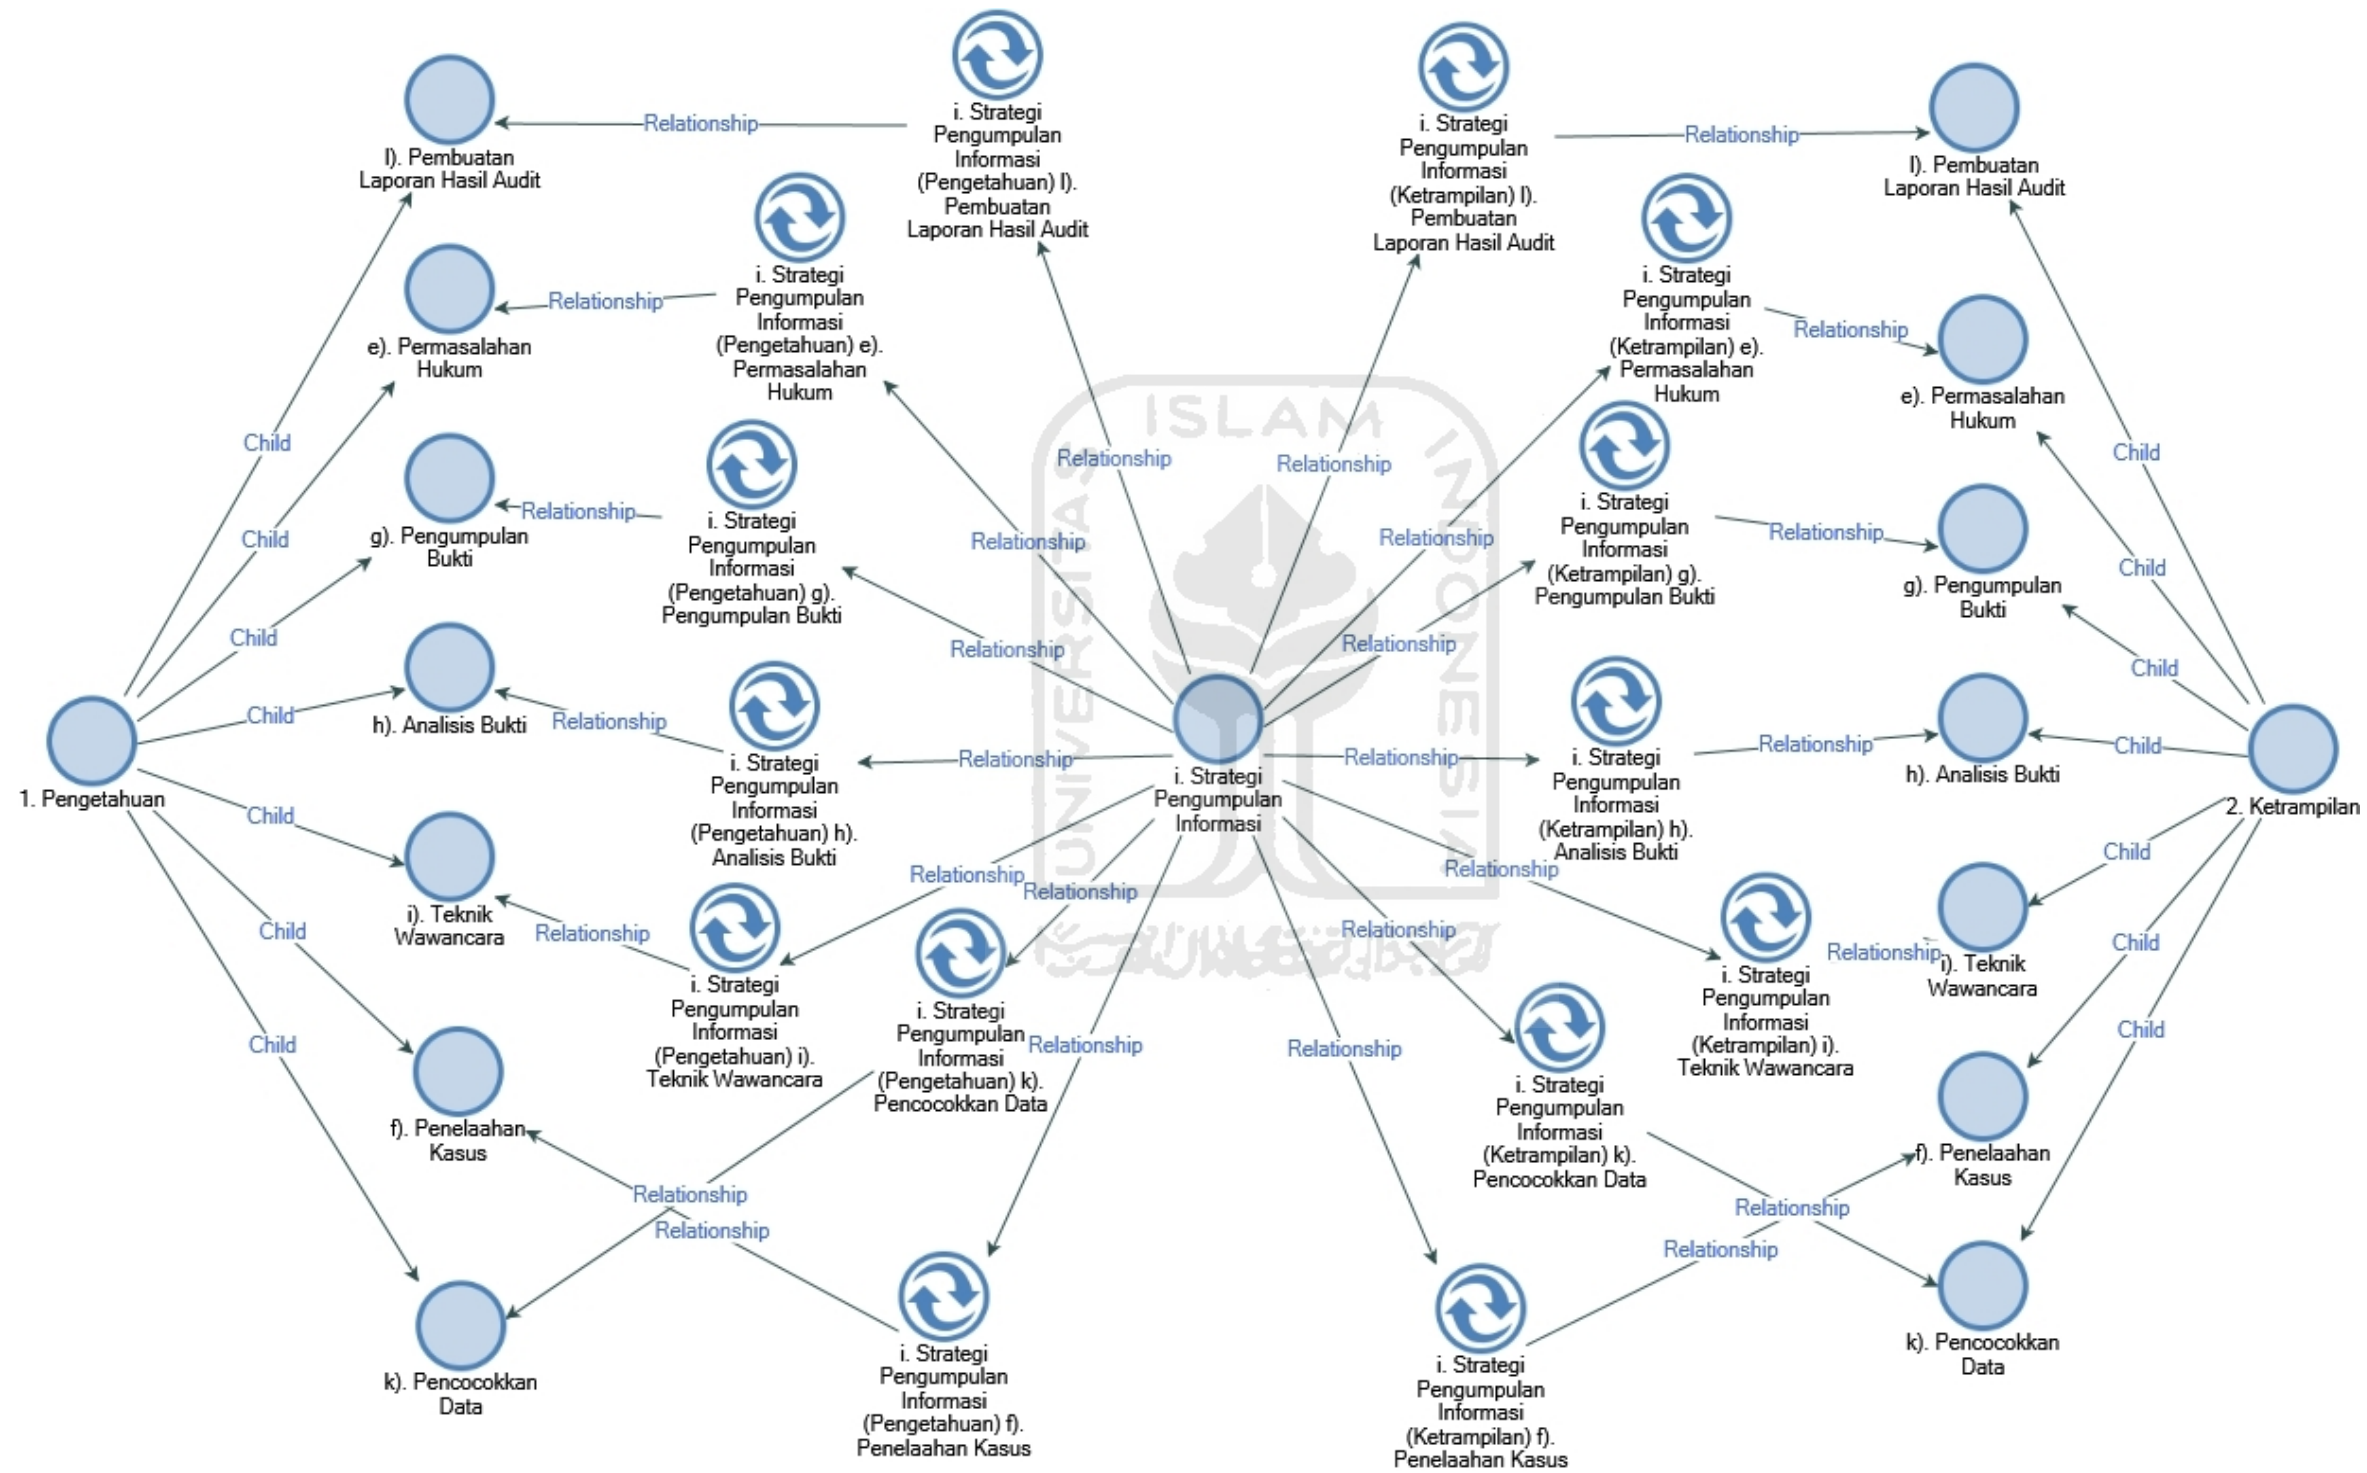 l). Pembuatan
Laporan Hasil Audit
e). Permasalahan
Hukum
g). Pengumpulan
Bukti
h). Analisis Bukti
i). Teknik
Wawancara
f). Penelaahan
Kasus
k). Pencocokkan
Data
1. Pengetahuan
Child
Child
Child
Child
Child
Child
Child
Relationship
Relationship
Relationship
Relationship
Relationship
Relationship
Relationship
i. Strategi
Pengumpulan
Informasi
(Pengetahuan) l).
Pembuatan
Laporan Hasil Audit
i. Strategi
Pengumpulan
Informasi
(Pengetahuan) e).
Permasalahan
Hukum
i. Strategi
Pengumpulan
Informasi
(Pengetahuan) g).
Pengumpulan Bukti
i. Strategi
Pengumpulan
Informasi
(Pengetahuan) h).
Analisis Bukti
i. Strategi
Pengumpulan
Informasi
(Pengetahuan) i).
Teknik Wawancara
i. Strategi
Pengumpulan
Informasi
(Pengetahuan) k).
Pencocokkan Data
i. Strategi
Pengumpulan
Informasi
(Pengetahuan) f).
Penelaahan Kasus
Relationship
Relationship
Relationship
Relationship
Relationship
Relationship
Relationship
i. Strategi
Pengumpulan
Informasi
UNIVERSITAS
ISLAM
INDONESIA
Relationship
Relationship
Relationship
Relationship
Relationship
Relationship
Relationship
i. Strategi
Pengumpulan
Informasi
(Ketrampilan) l).
Pembuatan
Laporan Hasil Audit
i. Strategi
Pengumpulan
Informasi
(Ketrampilan) e).
Permasalahan
Hukum
i. Strategi
Pengumpulan
Informasi
(Ketrampilan) g).
Pengumpulan Bukti
i. Strategi
Pengumpulan
Informasi
(Ketrampilan) h).
Analisis Bukti
i. Strategi
Pengumpulan
Informasi
(Ketrampilan) i).
Teknik Wawancara
i. Strategi
Pengumpulan
Informasi
(Ketrampilan) k).
Pencocokkan Data
i. Strategi
Pengumpulan
Informasi
(Ketrampilan) f).
Penelaahan Kasus
Relationship
Relationship
Relationship
Relationship
Relationship
Relationship
Relationship
l). Pembuatan
Laporan Hasil Audit
e). Permasalahan
Hukum
g). Pengumpulan
Bukti
h). Analisis Bukti
i). Teknik
Wawancara
f). Penelaahan
Kasus
k). Pencocokkan
Data
Child
Child
Child
Child
Child
Child
Child
2. Ketrampilan